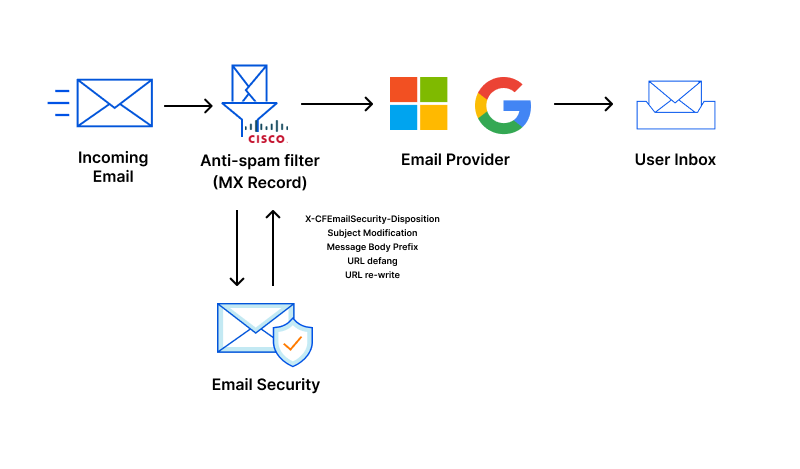 Incoming
Email
CISCO
Anti-spam filter
(MX Record)
Email Provider
User Inbox
X-CFEmailSecurity-Disposition
Subject Modification
Message Body Prefix
URL defang
URL re-write
Email Security